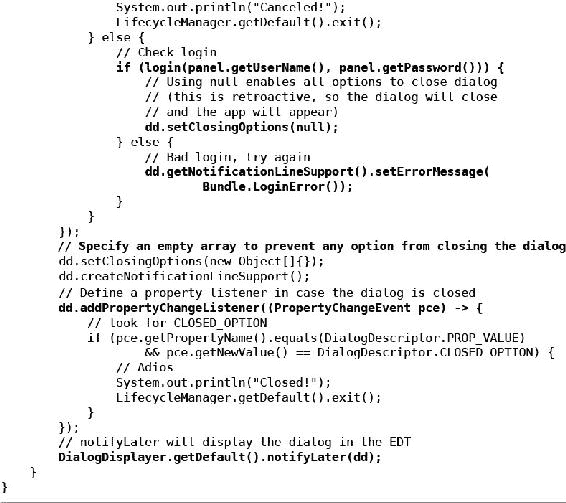 System.out.println("Canceled!");
LifecycleManager.getDefault().exit();
} else {
// Check login
if (login(panel.getUserName(), panel.getPassword())) {
// Using null enables all options to close dialog
// (this is retroactive, so the dialog will close
// and the app will appear)
dd.setClosingOptions(null);
} else {
// Bad login, try again
dd.getNotificationLineSupport().setErrorMessage(
Bundle.LoginError());
}
}
});
// Specify an empty array to prevent any option from closing the dialog
dd.setClosingOptions(new Object[]{});
dd.createNotificationLineSupport();
// Define a property listener in case the dialog is closed
dd.addPropertyChangeListener((PropertyChangeEvent pce) -> {
// look for CLOSED_OPTION
if (pce.getPropertyName().equals(DialogDescriptor.PROP_VALUE)
&& pce.getNewValue() == DialogDescriptor.CLOSED_OPTION) {
// Adios
System.out.println("Closed!");
LifecycleManager.getDefault().exit();
}
});
// notifyLater will display the dialog in the EDT
DialogDisplayer.getDefault().notifyLater(dd);
}
}